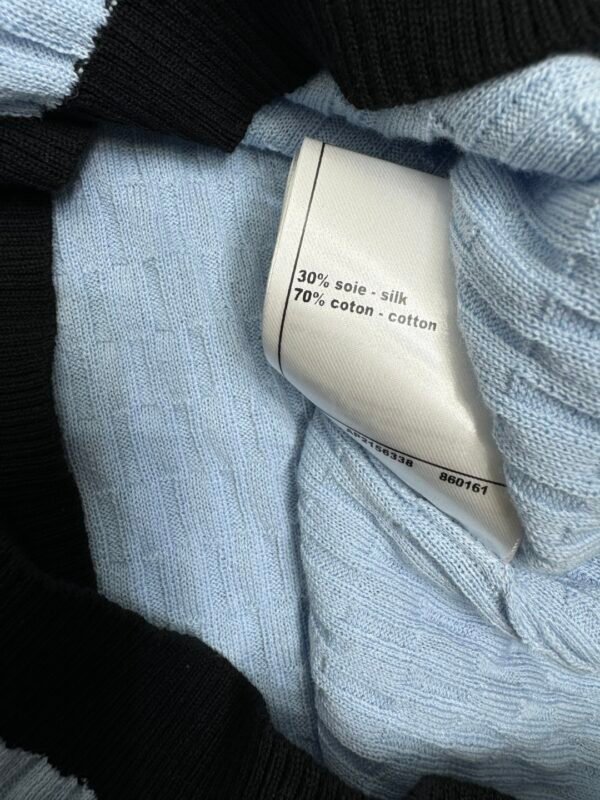 30% soie - silk
70% coton - cotton
860161